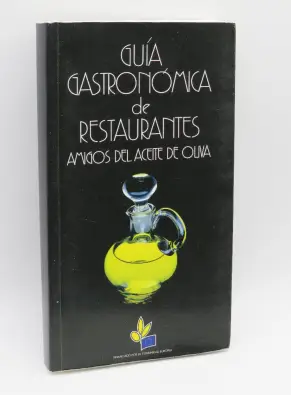 GUÍA
GASTRONÓMICA
de
RESTAURANTES
AMIGOS DEL ACEITE DE OLIVA